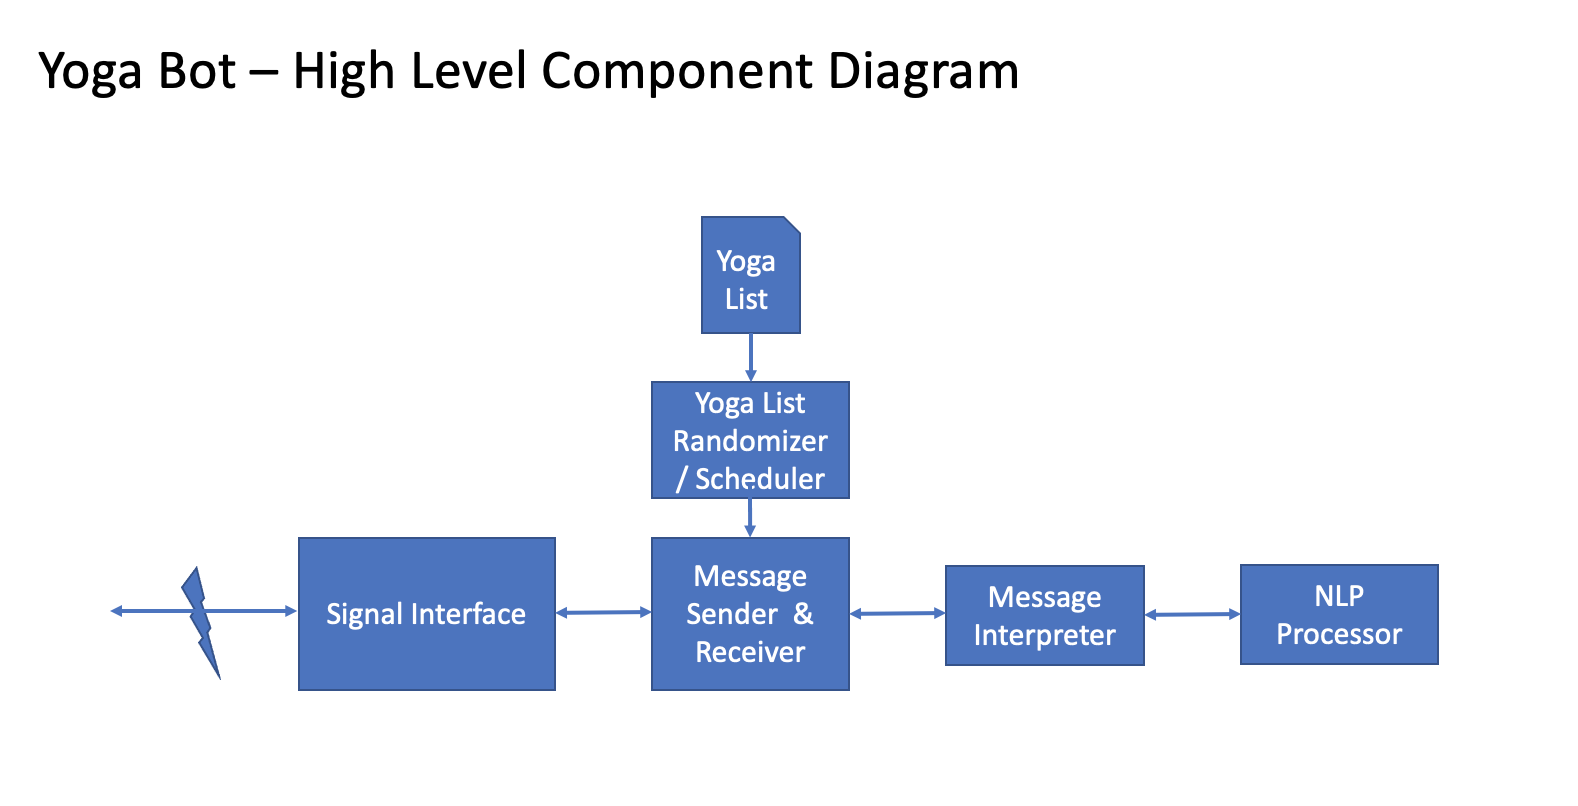 Yoga Bot – High Level Component Diagram
Yoga
List
Yoga List
Randomizer
/ Scheduler
Signal Interface
Message
Sender & 
Receiver
Message
Interpreter
NLP
Processor